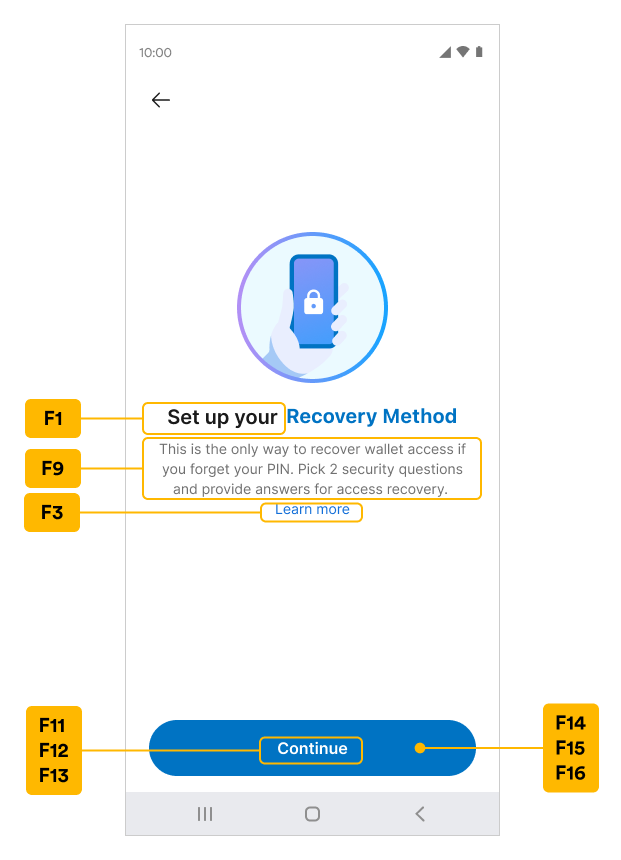 10:00
F1
Set up your Recovery Method
F9
This is the only way to recover wallet access if
you forget your PIN. Pick 2 security questions
and provide answers for access recovery.
F3
Learn more
F11
F12
F13
Continue
F14
F15
F16